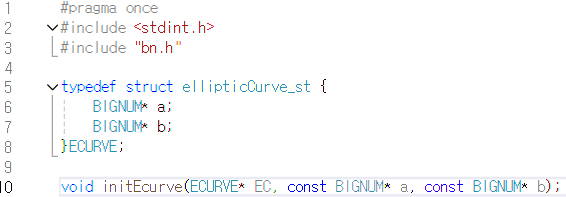 1 #pragma once
2 #include <stdint.h>
3 #include "bn.h"
4
5 typedef struct ellipticCurve_st {
6 BIGNUM* a;
7 BIGNUM* b;
8 }ECURVE;
9
10 void initEcurve(ECURVE* EC, const BIGNUM* a, const BIGNUM* b);